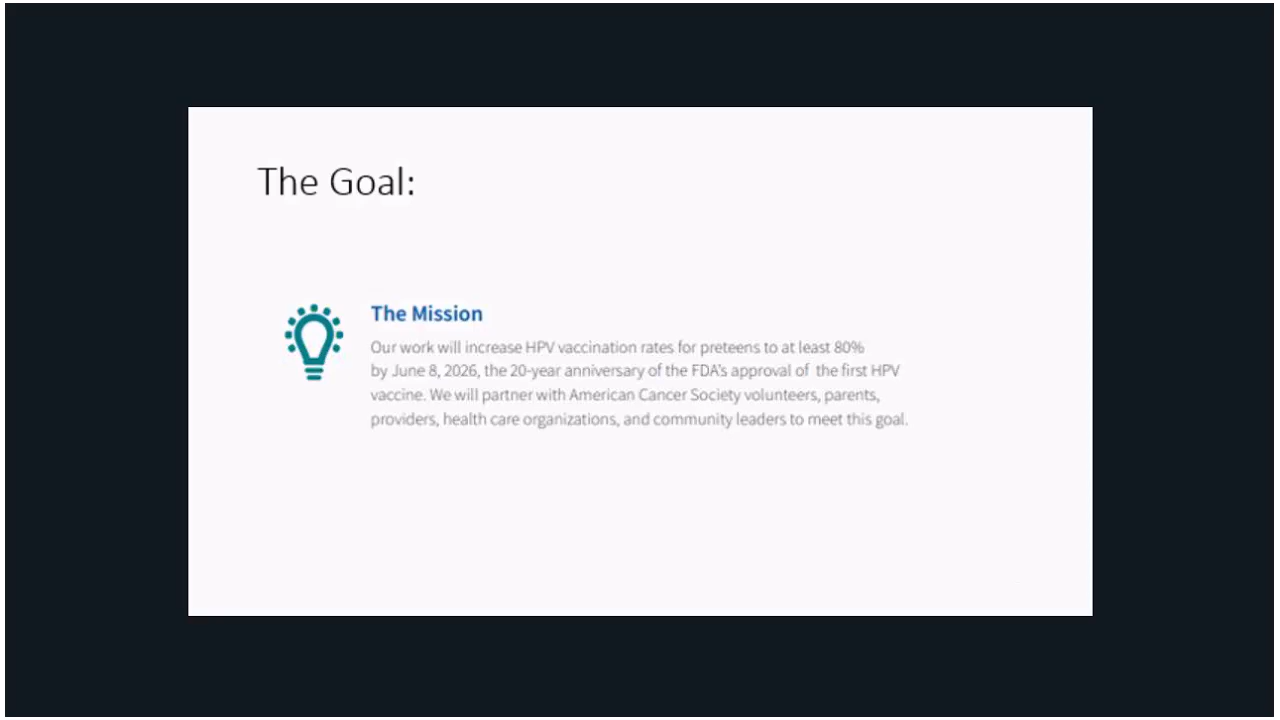 The Goal:
The Mission
Our work will increase HPV vaccination rates for preteens to at least 80%
by June 8, 2026, the 20-year anniversary of the FDA's approval of the first HPV
vaccine. We will partner with American Cancer Society volunteers, parents,
providers, health care organizations, and community leaders to meet this goal.